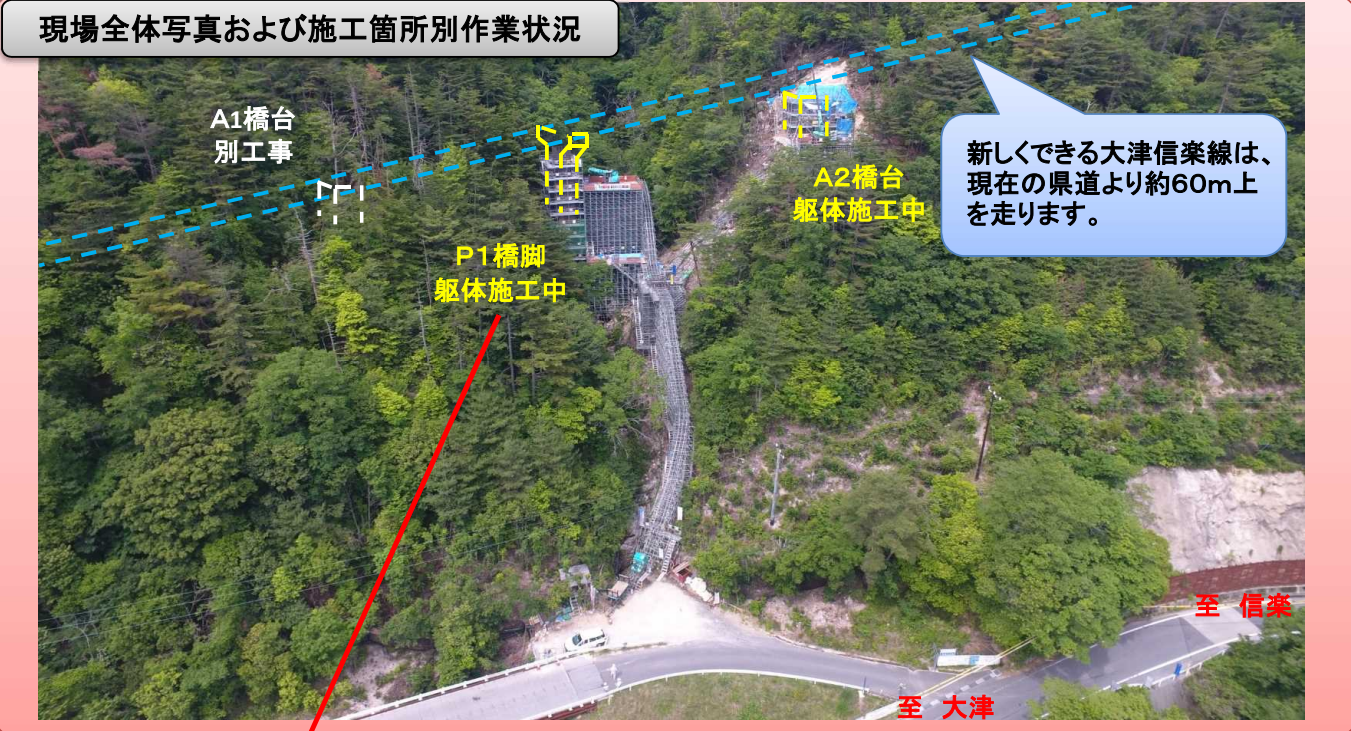 現場全体写真および施工箇所別作業状況
A1橋台
別工事
P1橋脚
躯体施工中
A2橋台
躯体施工中
新しくできる大津信楽線は、
現在の県道より約60m上
を走ります。
至 信楽
至 大津